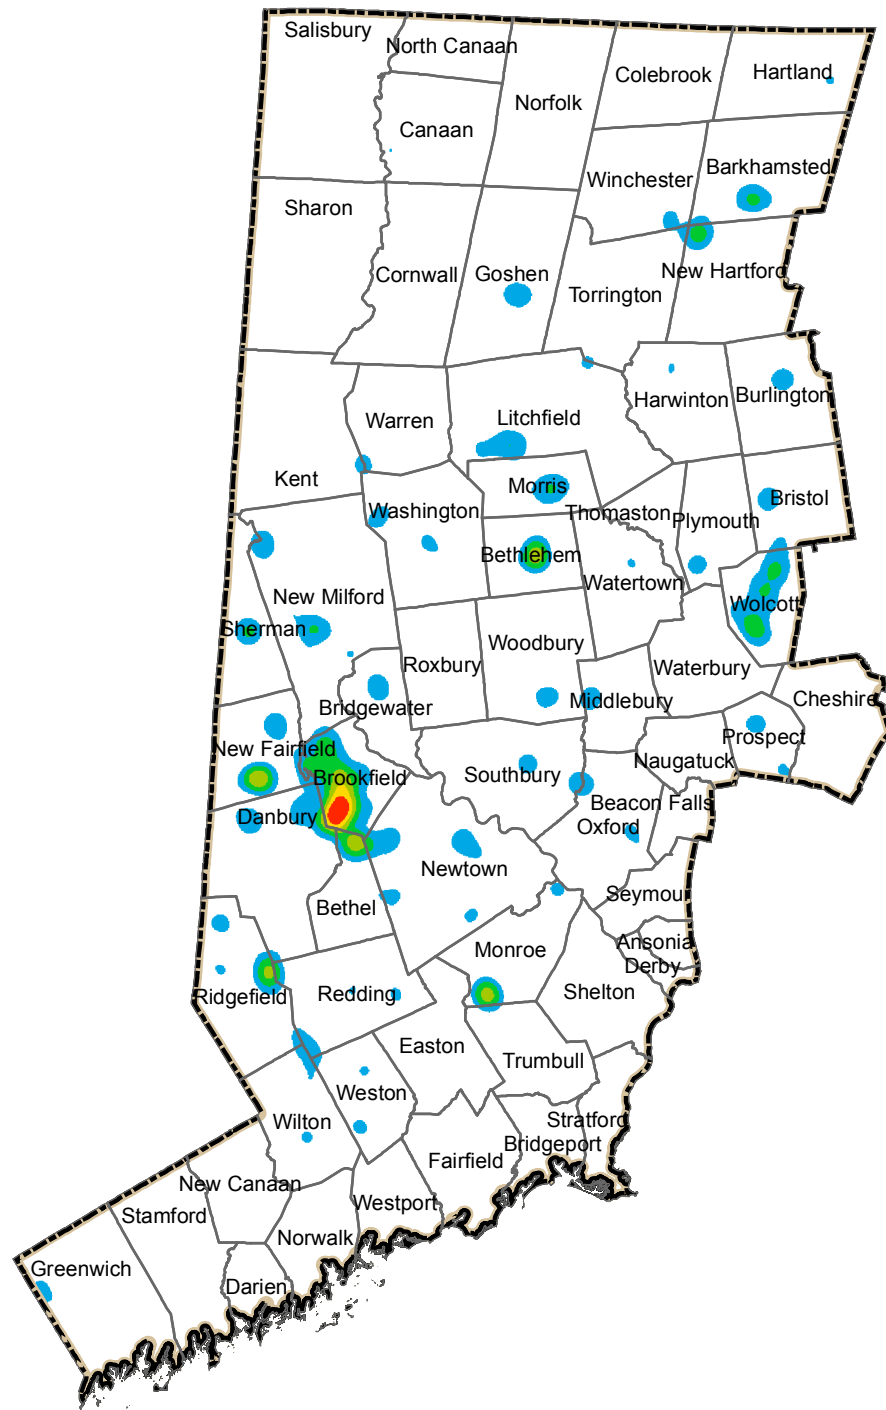 Salisbury
North Canaan
Colebrook
Hartland
Norfolk
Canaan
Barkhamsted
Winchester
Sharon
Cornwall
Goshen
New Hartford
Torrington
Warren
Litchfield
Harwinton
Burlington
Kent
Morris
Bristol
Washington
Thomaston
Plymouth
Bethlehem
Watertown
New Milford
Wolcott
Sherman
Woodbury
Roxbury
Waterbury
Bridgewater
Middlebury
Cheshire
New Fairfield
Prospect
Naugatuck
Brookfield
Southbury
Beacon Falls
Danbury
Oxford
Newtown
Seymour
Bethel
Ansonia
Monroe
Derby
Ridgefield
Redding
Shelton
Easton
Trumbull
Weston
Wilton
Stratford
Bridgeport
Fairfield
New Canaan
Westport
Stamford
Norwalk
Greenwich
Darien